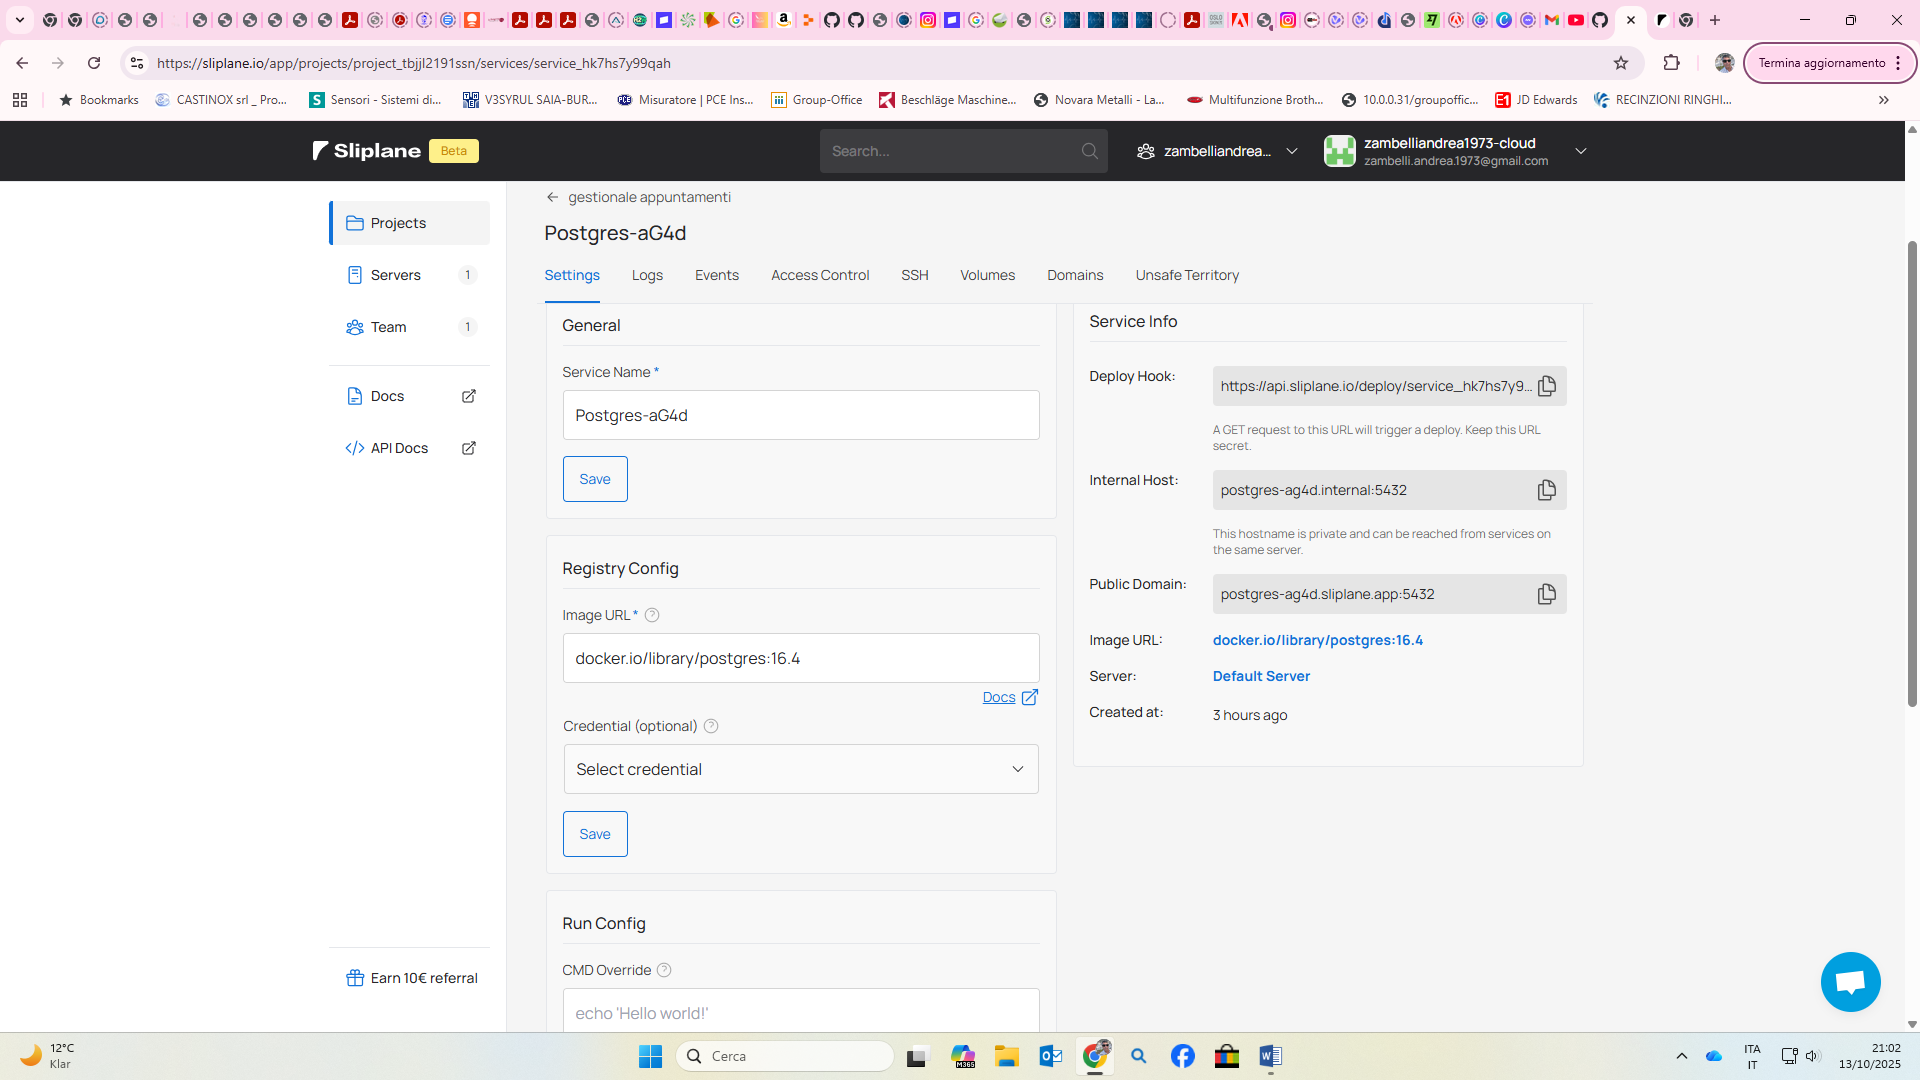 https://sliplane.io/app/projects/project_tbjjl2191ssn/services/service_hk7hs7y99qah
Termina aggiornamento
Bookmarks
CASTINOX srl _ Pro...
Sensori - Sistemi di...
V3SYRUL SAIA-BUR...
Misuratore | PCE Ins...
Group-Office
Beschläge Maschine...
Novara Metalli - La...
Multifunzione Broth...
10.0.0.31/groupoffic...
JD Edwards
RECINZIONI RINGHI...
Sliplane
Beta
Search...
zambelliandrea...
zambelliandrea1973-cloud
zambelli.andrea.1973@gmail.com
Projects
Servers
1
Team
1
Docs
API Docs
Earn 10€ referral
gestionale appuntamenti
Postgres-aG4d
Settings
Logs
Events
Access Control
SSH
Volumes
Domains
Unsafe Territory
General
Service Name *
Postgres-aG4d
Save
Registry Config
Image URL *
docker.io/library/postgres:16.4
Docs
Credential (optional)
Select credential
Save
Run Config
CMD Override
echo 'Hello world!'
Service Info
Deploy Hook:
https://api.sliplane.io/deploy/service_hk7hs7y9...
A GET request to this URL will trigger a deploy. Keep this URL
secret.
Internal Host:
postgres-ag4d.internal:5432
This hostname is private and can be reached from services on
the same server.
Public Domain:
postgres-ag4d.sliplane.app:5432
Image URL:
docker.io/library/postgres:16.4
Server:
Default Server
Created at:
3 hours ago
12°C
Klar
Cerca
ITA
IT
21:02
13/10/2025